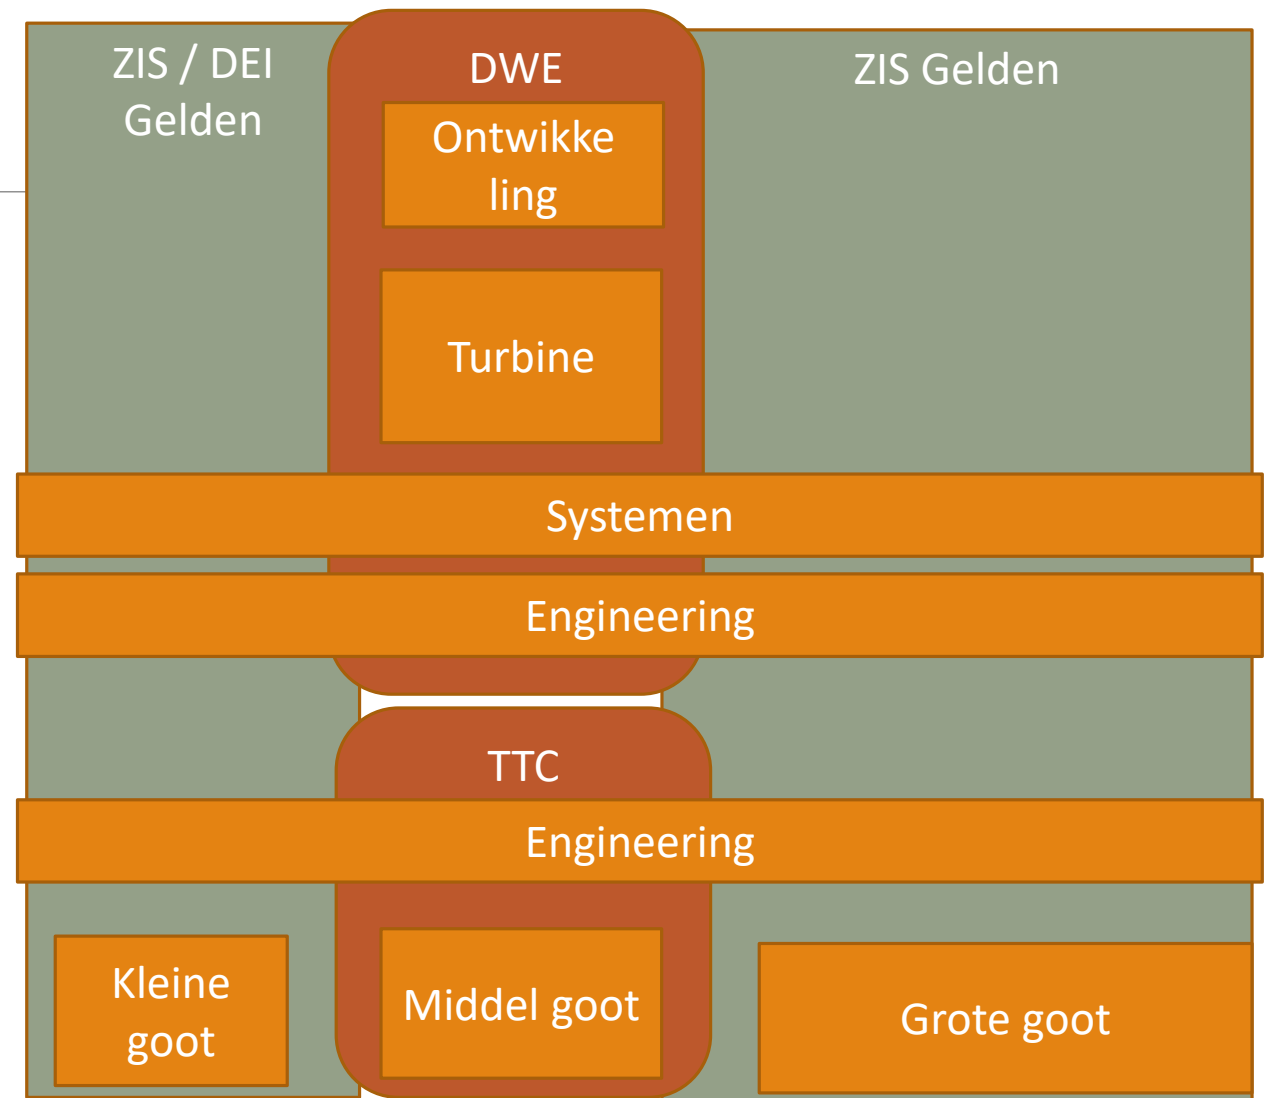 ZIS / DEI
Gelden
DWE
ZIS Gelden
Ontwikke
ling
Turbine
Systemen
Engineering
TTC
Engineering
Kleine
goot
Middel goot
Grote goot